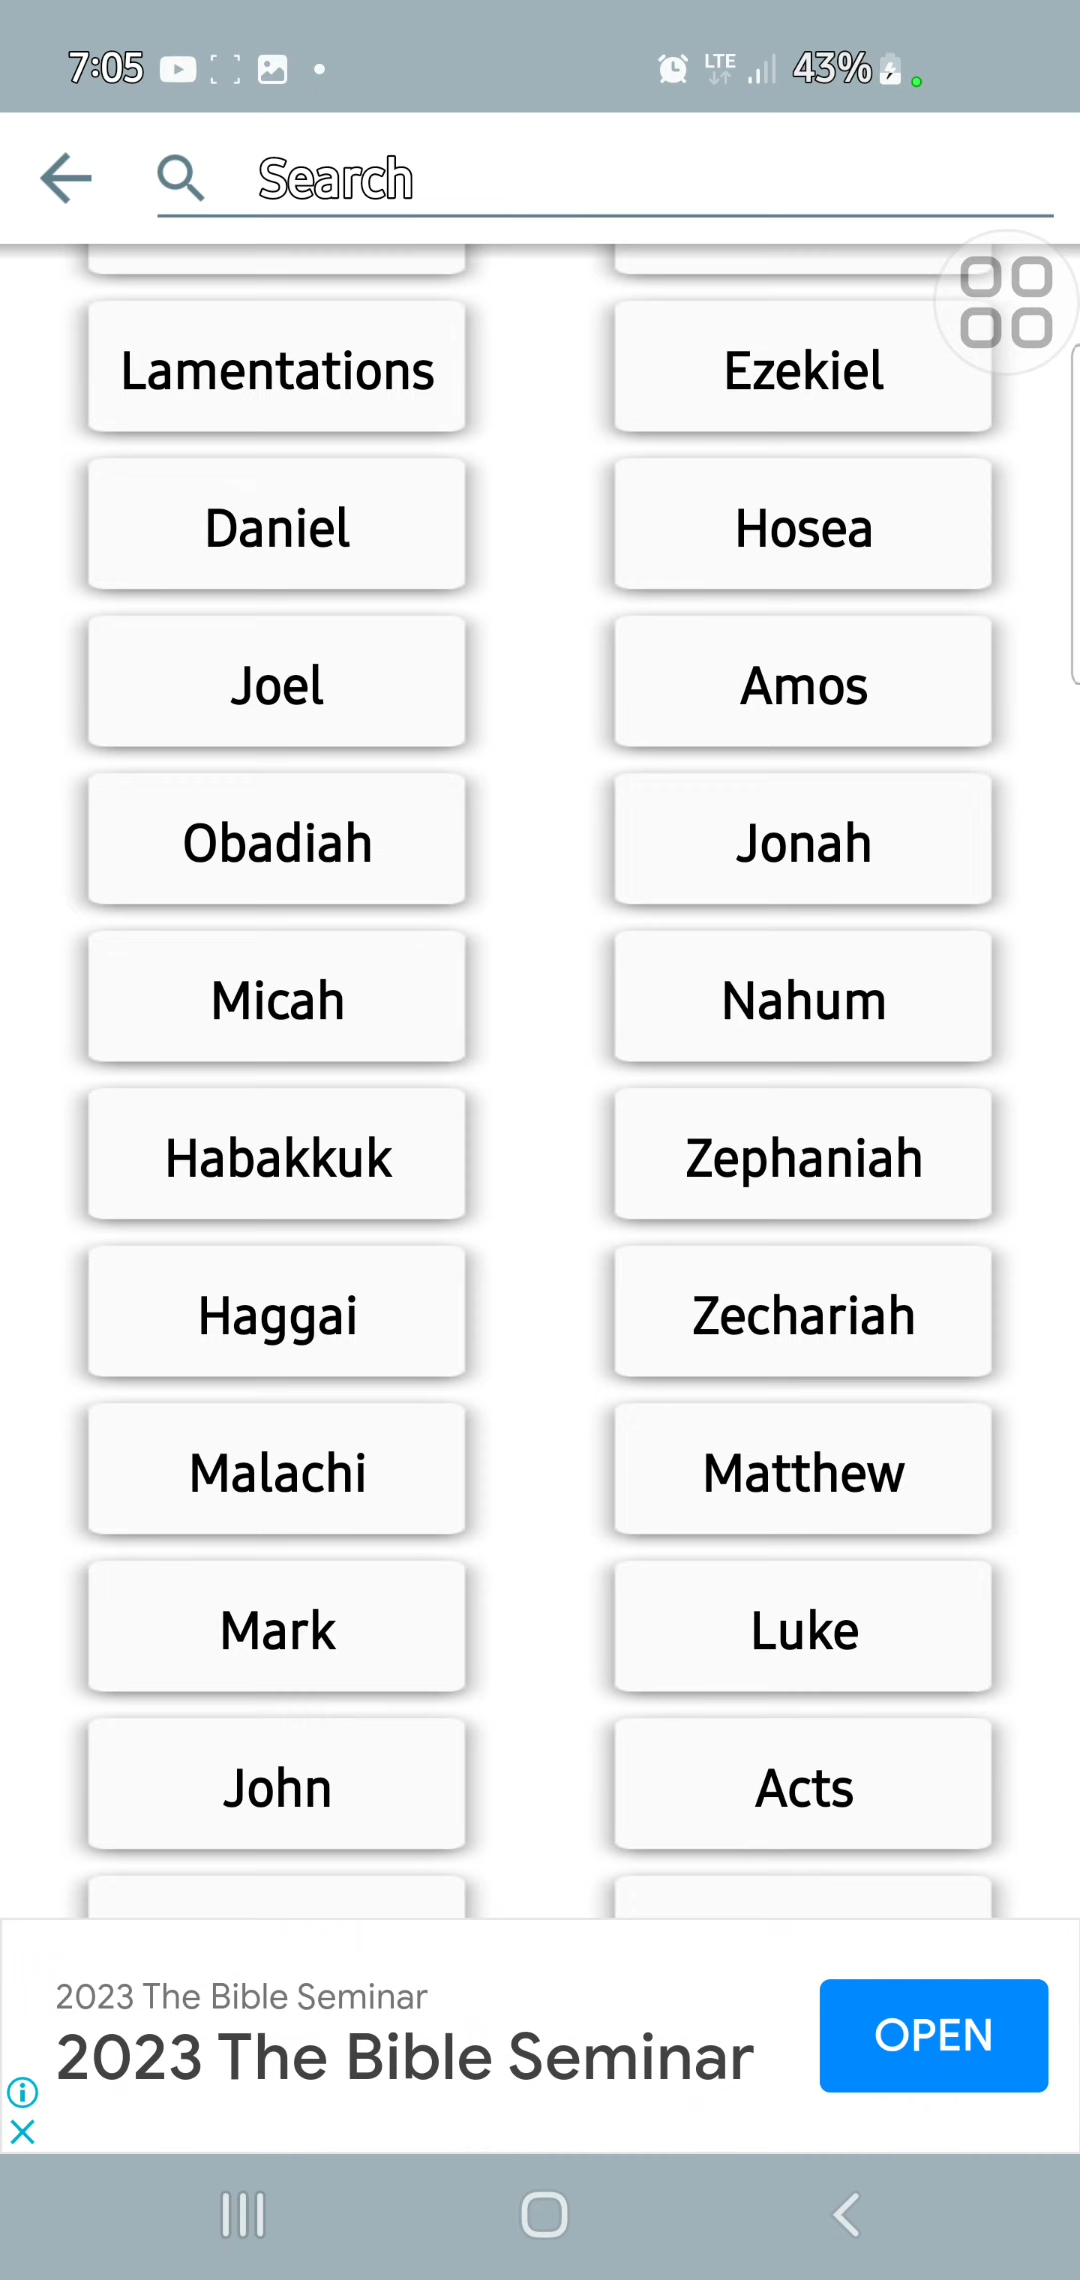 7:05 LTE 43%
Search
Lamentations Ezekiel
Daniel Hosea
Joel Amos
Obadiah Jonah
Micah Nahum
Habakkuk Zephaniah
Haggai Zechariah
Malachi Matthew
Mark Luke
John Acts
2023 The Bible Seminar
2023 The Bible Seminar
OPEN